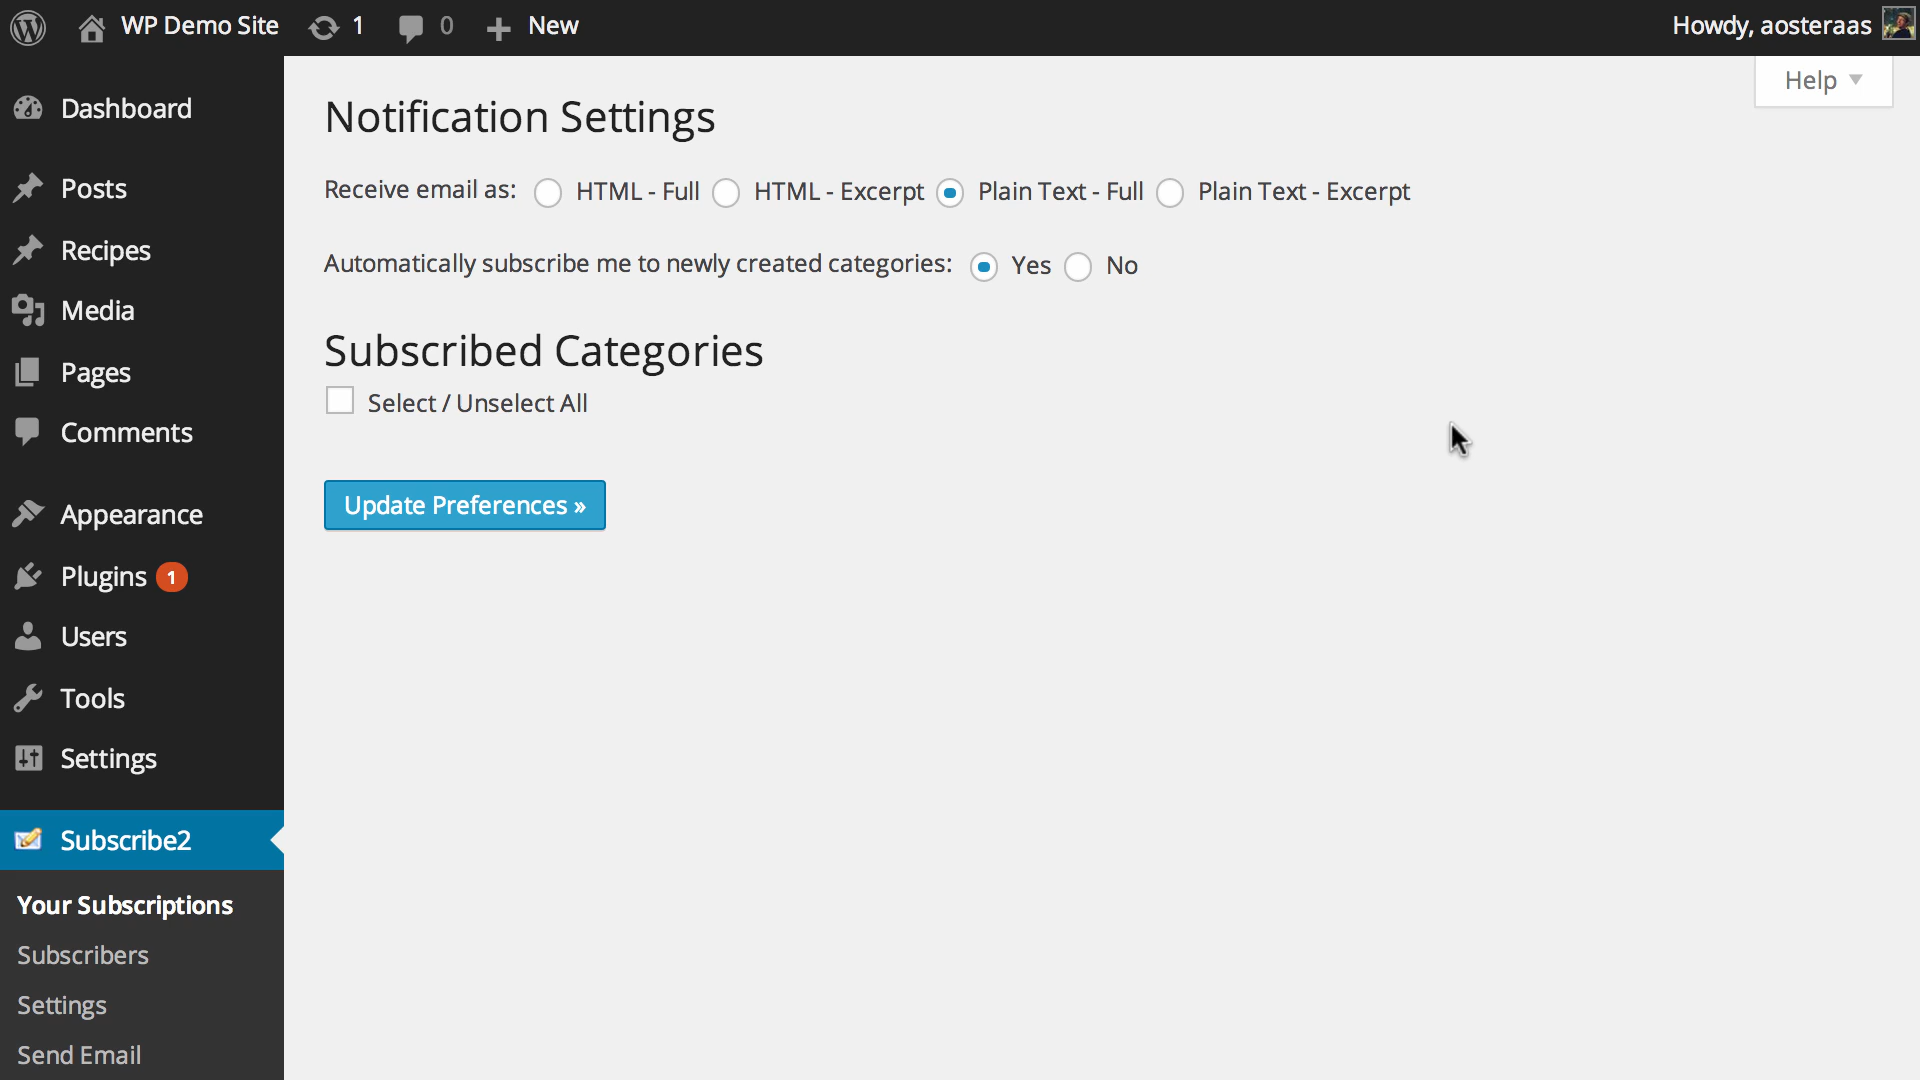 WP Demo Site 1 0 New Howdy, aosteraas
Help
Dashboard
Posts
Recipes
Media
Pages
Comments
Appearance
Plugins 1
Users
Tools
Settings
Subscribe2
Your Subscriptions
Subscribers
Settings
Send Email
Notification Settings
Receive email as: HTML - Full HTML - Excerpt Plain Text - Full Plain Text - Excerpt
Automatically subscribe me to newly created categories: Yes No
Subscribed Categories
Select / Unselect All
Update Preferences »